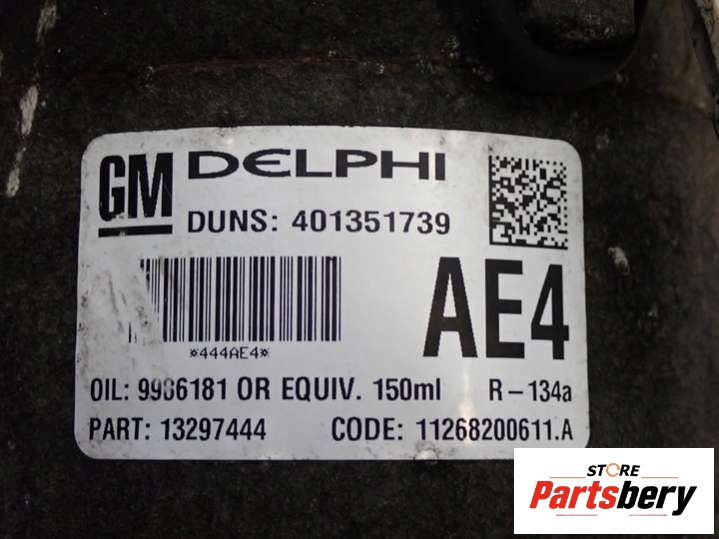 GM DELPHI
DUNS: 401351739
*444AE4*
AE4
OIL: 9986181 OR EQUIV. 150ml R-134a
PART: 13297444 CODE: 11268200611.A
STORE
Partsbery